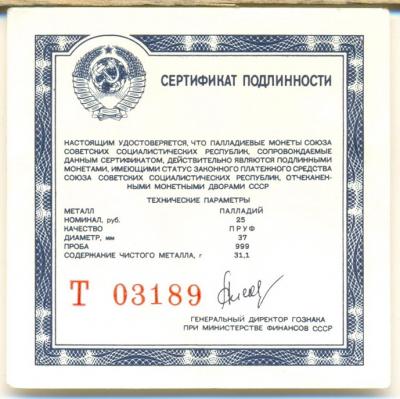 СЕРТИФИКАТ ПОДЛИННОСТИ
НАСТОЯЩИМ УДОСТОВЕРЯЕТСЯ, ЧТО ПАЛЛАДИЕВЫЕ МОНЕТЫ СОЮЗА
СОВЕТСКИХ СОЦИАЛИСТИЧЕСКИХ РЕСПУБЛИК, СОПРОВОЖДАЕМЫЕ
ДАННЫМ СЕРТИФИКАТОМ, ДЕЙСТВИТЕЛЬНО ЯВЛЯЮТСЯ ПОДЛИННЫМИ
МОНЕТАМИ, ИМЕЮЩИМИ СТАТУС ЗАКОННОГО ПЛАТЕЖНОГО СРЕДСТВА
СОЮЗА СОВЕТСКИХ СОЦИАЛИСТИЧЕСКИХ РЕСПУБЛИК, ОТЧЕКАНЕН-
НЫМИ МОНЕТНЫМИ ДВОРАМИ СССР
ТЕХНИЧЕСКИЕ ПАРАМЕТРЫ
МЕТАЛЛ ПАЛЛАДИЙ
НОМИНАЛ, руб. 25
КАЧЕСТВО ПРУФ
ДИАМЕТР, мм 37
ПРОБА 999
СОДЕРЖАНИЕ ЧИСТОГО МЕТАЛЛА, г 31,1
Т 03189
ГЕНЕРАЛЬНЫЙ ДИРЕКТОР ГОЗНАКА
ПРИ МИНИСТЕРСТВЕ ФИНАНСОВ СССР